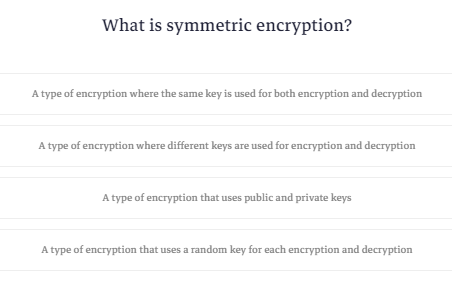 What is symmetric encryption?
A type of encryption where the same key is used for both encryption and decryption
A type of encryption where different keys are used for encryption and decryption
A type of encryption that uses public and private keys
A type of encryption that uses a random key for each encryption and decryption